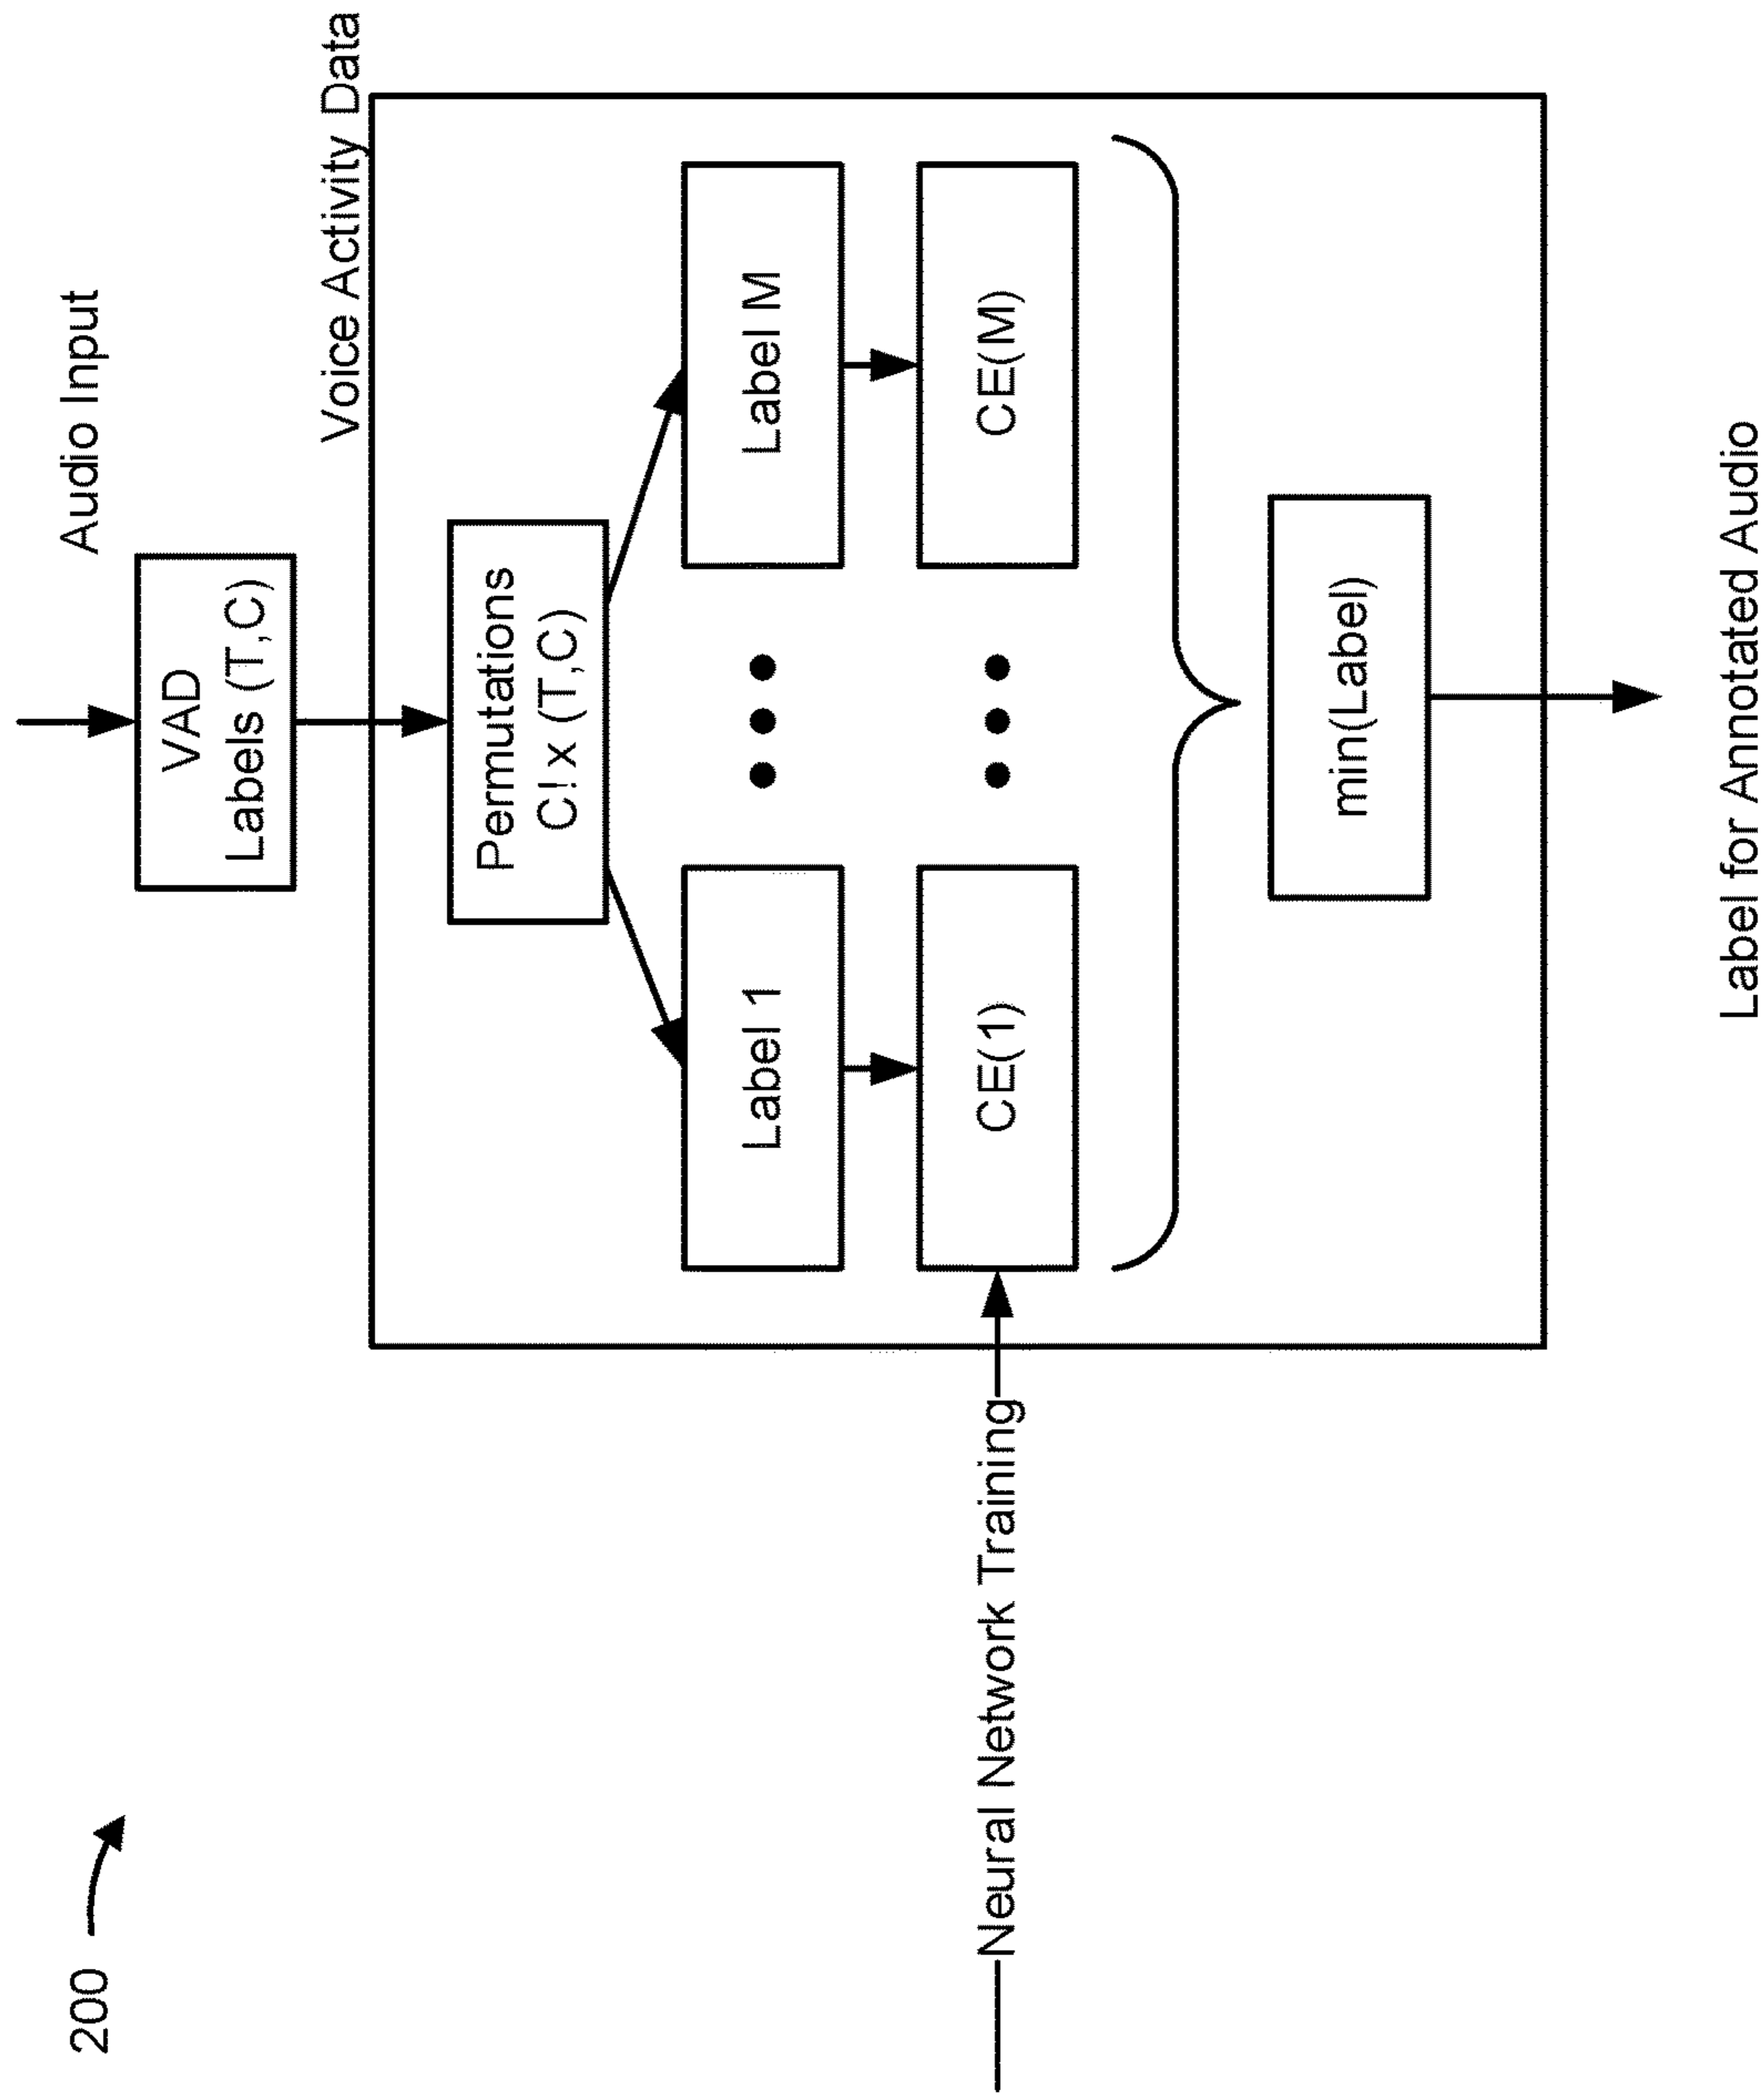 200
Audio Input
VAD
Labels (T,C)
Voice Activity Data
Permutations
C! x (T,C)
Label 1
Label M
Neural Network Training
CE(1)
CE(M)
min(Label)
Label for Annotated Audio